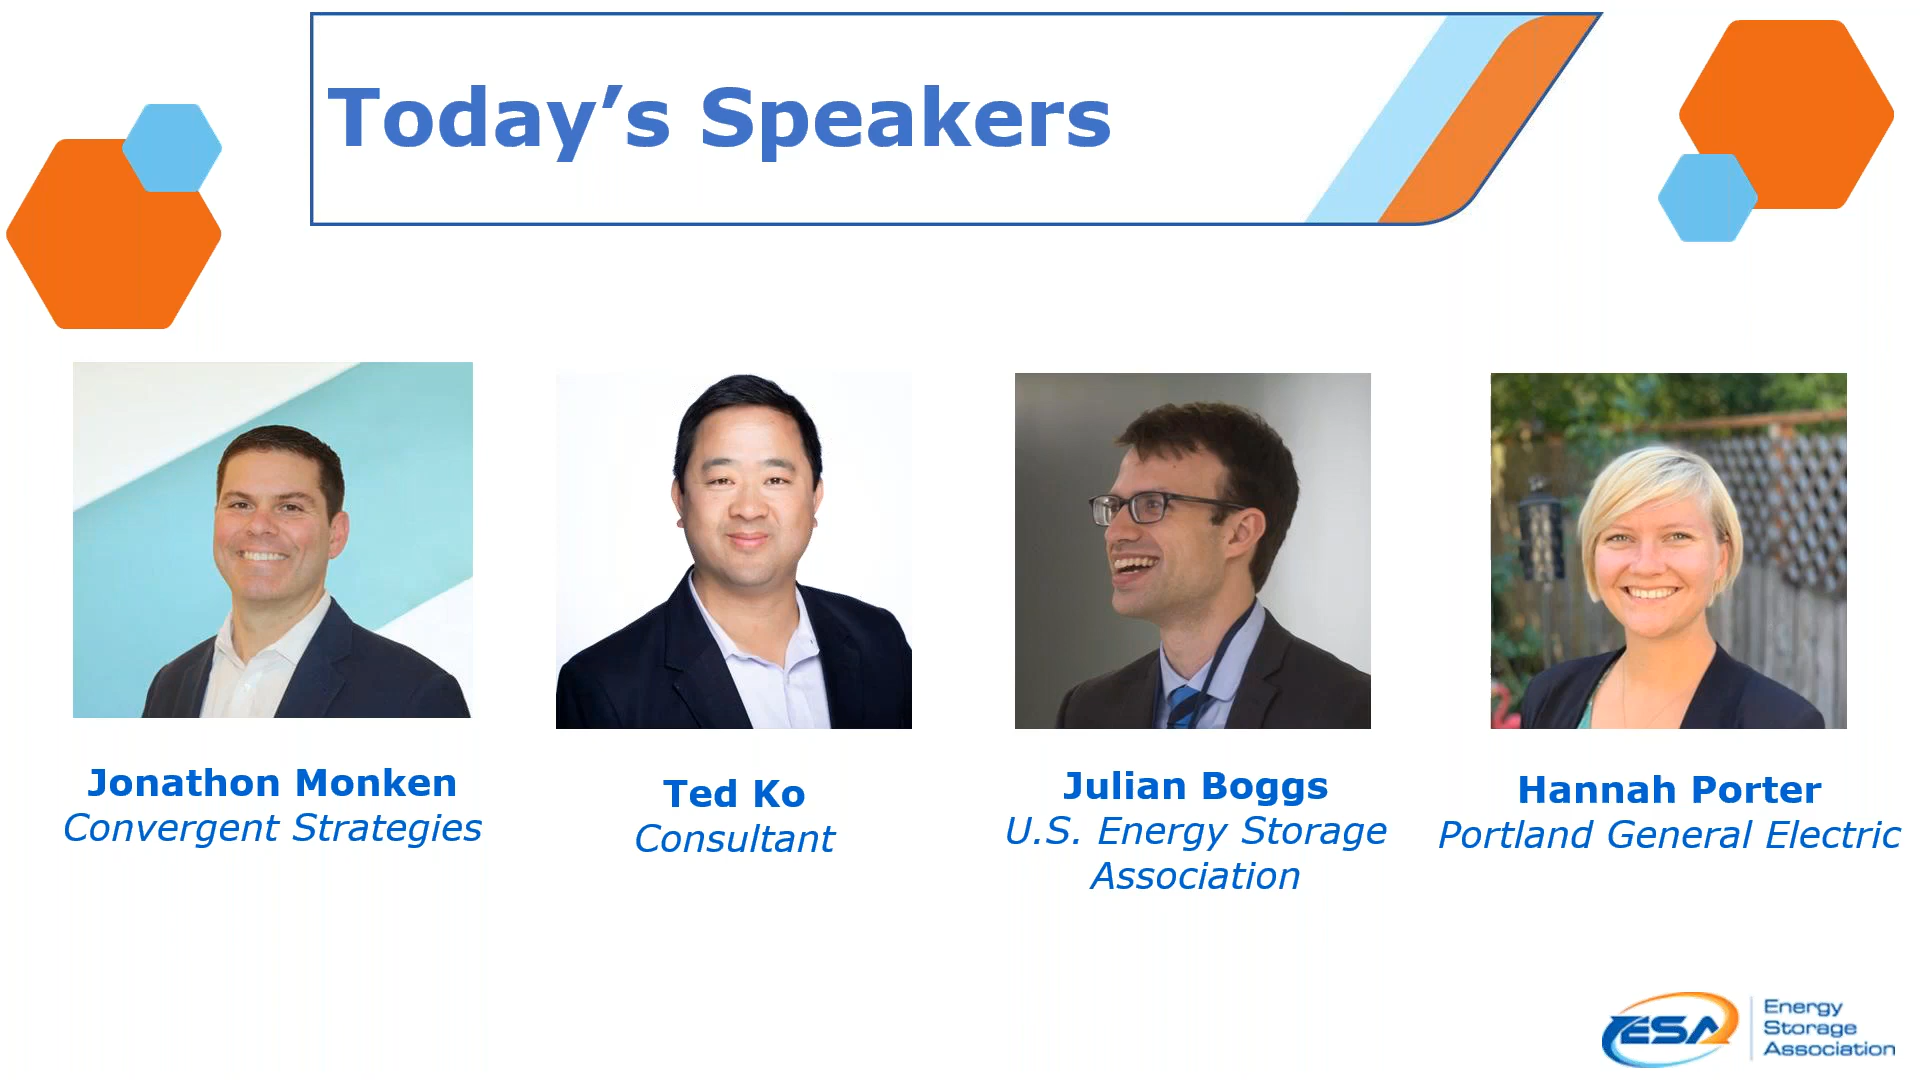 Today’s Speakers
Jonathon Monken
Convergent Strategies
Ted Ko
Consultant
Julian Boggs
U.S. Energy Storage
Association
Hannah Porter
Portland General Electric
ESA
Energy
Storage
Association